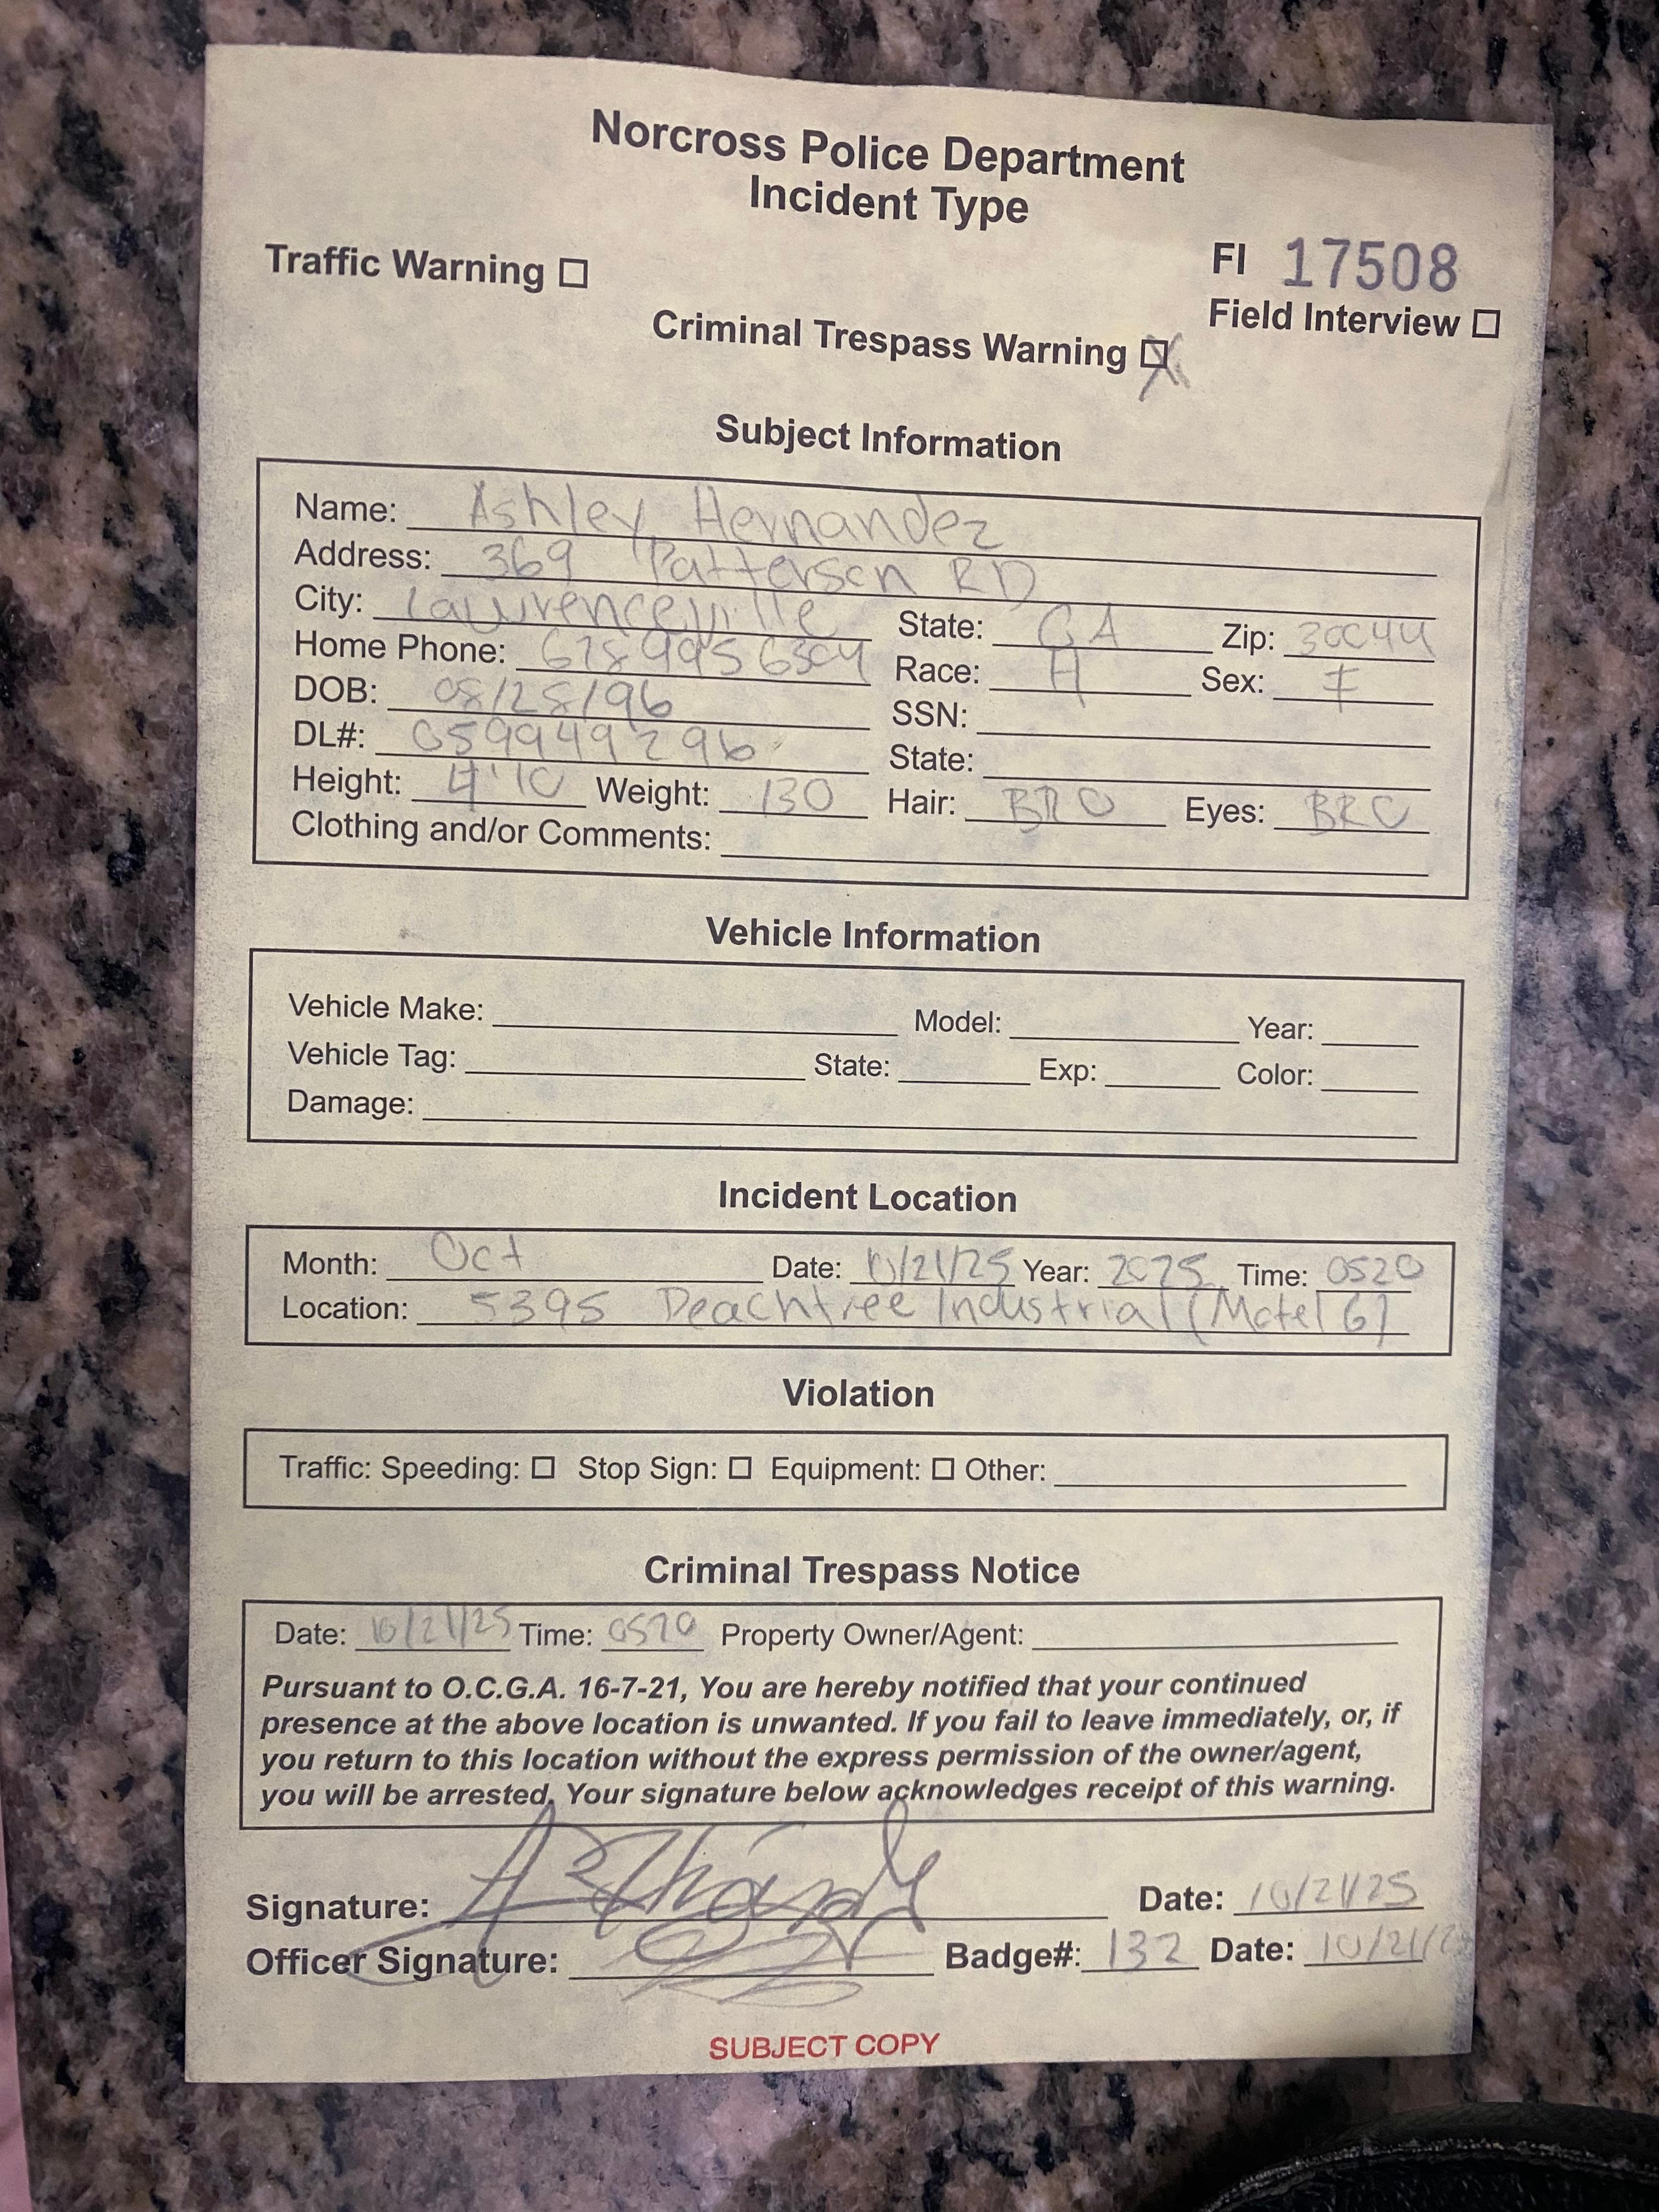 Norcross Police Department
Incident Type
Traffic Warning ☐
FI 17508
Field Interview ☐
Criminal Trespass Warning ☒
Subject Information
Name: Ashley Hernandez
Address: 369 Patterson RD
City: Lawrenceville State: GA Zip: 30044
Home Phone: 678 995 6304 Race: H Sex: F
DOB: 08/28/96 SSN:
DL#: 059949296 State:
Height: 4'10 Weight: 130 Hair: BRO Eyes: BRO
Clothing and/or Comments:
Vehicle Information
Vehicle Make: Model: Year:
Vehicle Tag: State: Exp: Color:
Damage:
Incident Location
Month: Oct Date: 10/21/25 Year: 2025 Time: 0520
Location: 5395 Peachtree Industrial (Motel 6)
Violation
Traffic: Speeding: ☐ Stop Sign: ☐ Equipment: ☐ Other:
Criminal Trespass Notice
Date: 10/21/25 Time: 0520 Property Owner/Agent:
Pursuant to O.C.G.A. 16-7-21, You are hereby notified that your continued
presence at the above location is unwanted. If you fail to leave immediately, or, if
you return to this location without the express permission of the owner/agent,
you will be arrested. Your signature below acknowledges receipt of this warning.
Signature: Date: 10/21/25
Officer Signature: Badge#: 132 Date: 10/21/25
SUBJECT COPY